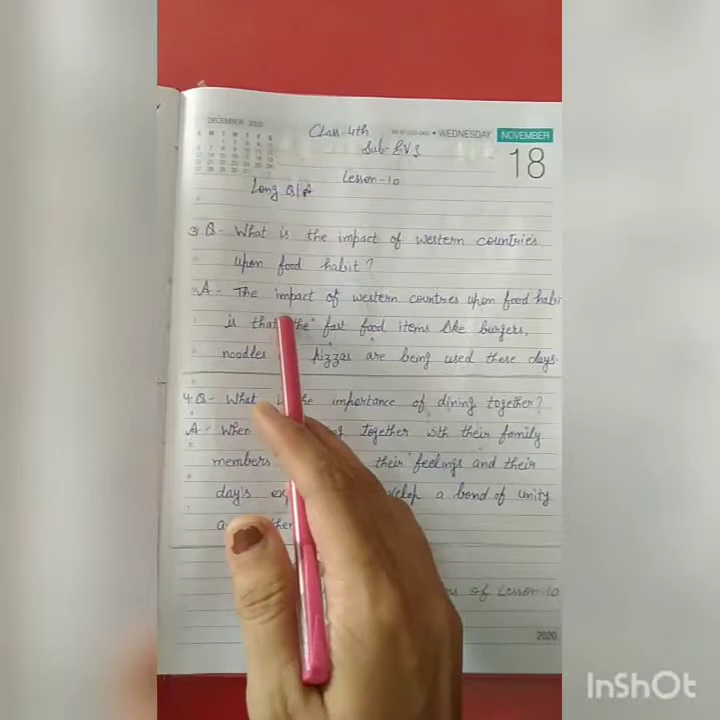 DECEMBER 2020
WEDNESDAY NOVEMBER
18
Class-4th
Sub-EVS
Lesson-10
Long Q/A
3) Q- What is the impact of western countries
upon food habit?
A- The impact of western countries upon food habit
is that the fast food items like burgers,
noodles pizzas are being used these days.
4. Q- What is the importance of dining together?
A- When together with their family
members their feelings and their
day's a bond of unity
of Lesson-10
2020
InShOt